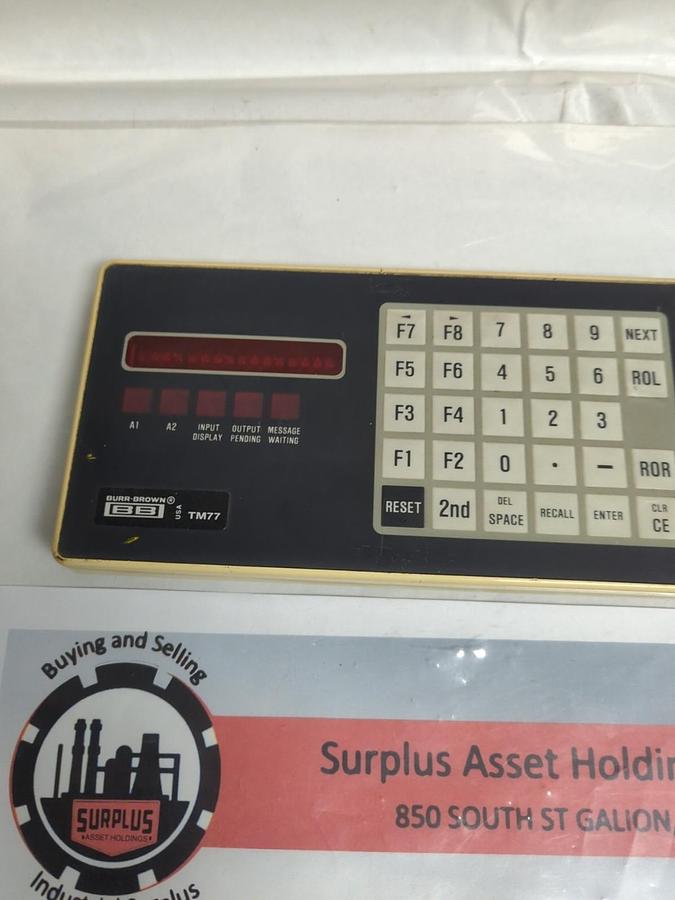 F7 F8 7 8 9 NEXT
F5 F6 4 5 6 ROL
F3 F4 1 2 3
F1 F2 0 . — ROR
RESET 2nd DEL SPACE RECALL ENTER CLR CE
A1 A2 INPUT DISPLAY OUTPUT PENDING MESSAGE WAITING
BURR-BROWN®
BB USA TM77
Buying and Selling
SURPLUS
ASSET HOLDINGS
Surplus Asset Holdin
850 SOUTH ST GALION,